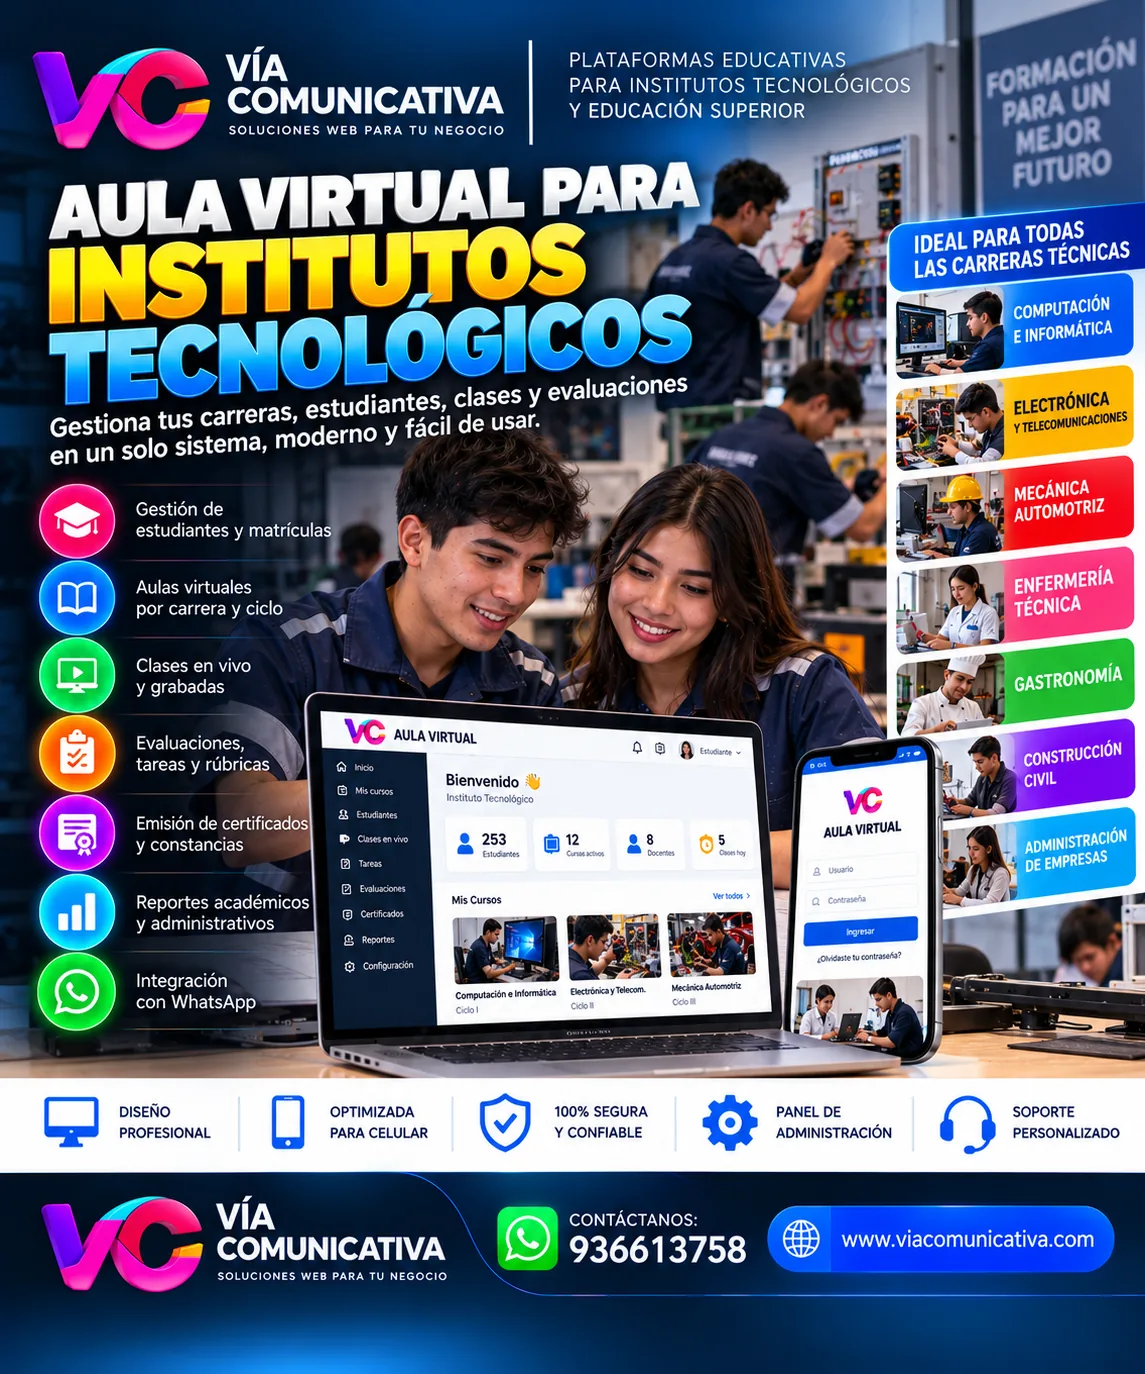 VC
VÍA
COMUNICATIVA
SOLUCIONES WEB PARA TU NEGOCIO
PLATAFORMAS EDUCATIVAS
PARA INSTITUTOS TECNOLÓGICOS
Y EDUCACIÓN SUPERIOR
FORMACIÓN
PARA UN
MEJOR
FUTURO
AULA VIRTUAL PARA
INSTITUTOS
TECNOLÓGICOS
Gestiona tus carreras, estudiantes, clases y evaluaciones
en un solo sistema, moderno y fácil de usar.
IDEAL PARA TODAS
LAS CARRERAS TÉCNICAS
COMPUTACIÓN
E INFORMÁTICA
ELECTRÓNICA
Y TELECOMUNICACIONES
MECÁNICA
AUTOMOTRIZ
ENFERMERÍA
TÉCNICA
GASTRONOMÍA
CONSTRUCCIÓN
CIVIL
ADMINISTRACIÓN
DE EMPRESAS
Gestión de
estudiantes y matrículas
Aulas virtuales
por carrera y ciclo
Clases en vivo
y grabadas
Evaluaciones,
tareas y rúbricas
Emisión de certificados
y constancias
Reportes académicos
y administrativos
Integración
con WhatsApp
VC AULA VIRTUAL
Estudiante
Inicio
Mis cursos
Estudiantes
Clases en vivo
Tareas
Evaluaciones
Certificados
Reportes
Configuración
Bienvenido 👋
Instituto Tecnológico
253
Estudiantes
12
Cursos activos
8
Docentes
5
Clases hoy
Mis Cursos
Ver todos >
Computación e Informática
Ciclo I
Electrónica y Telecom.
Ciclo II
Mecánica Automotriz
Ciclo III
VC
AULA VIRTUAL
Usuario
Contraseña
Ingresar
¿Olvidaste tu contraseña?
DISEÑO
PROFESIONAL
OPTIMIZADA
PARA CELULAR
100% SEGURA
Y CONFIABLE
PANEL DE
ADMINISTRACIÓN
SOPORTE
PERSONALIZADO
VC
VÍA
COMUNICATIVA
SOLUCIONES WEB PARA TU NEGOCIO
CONTÁCTANOS:
936613758
www.viacomunicativa.com